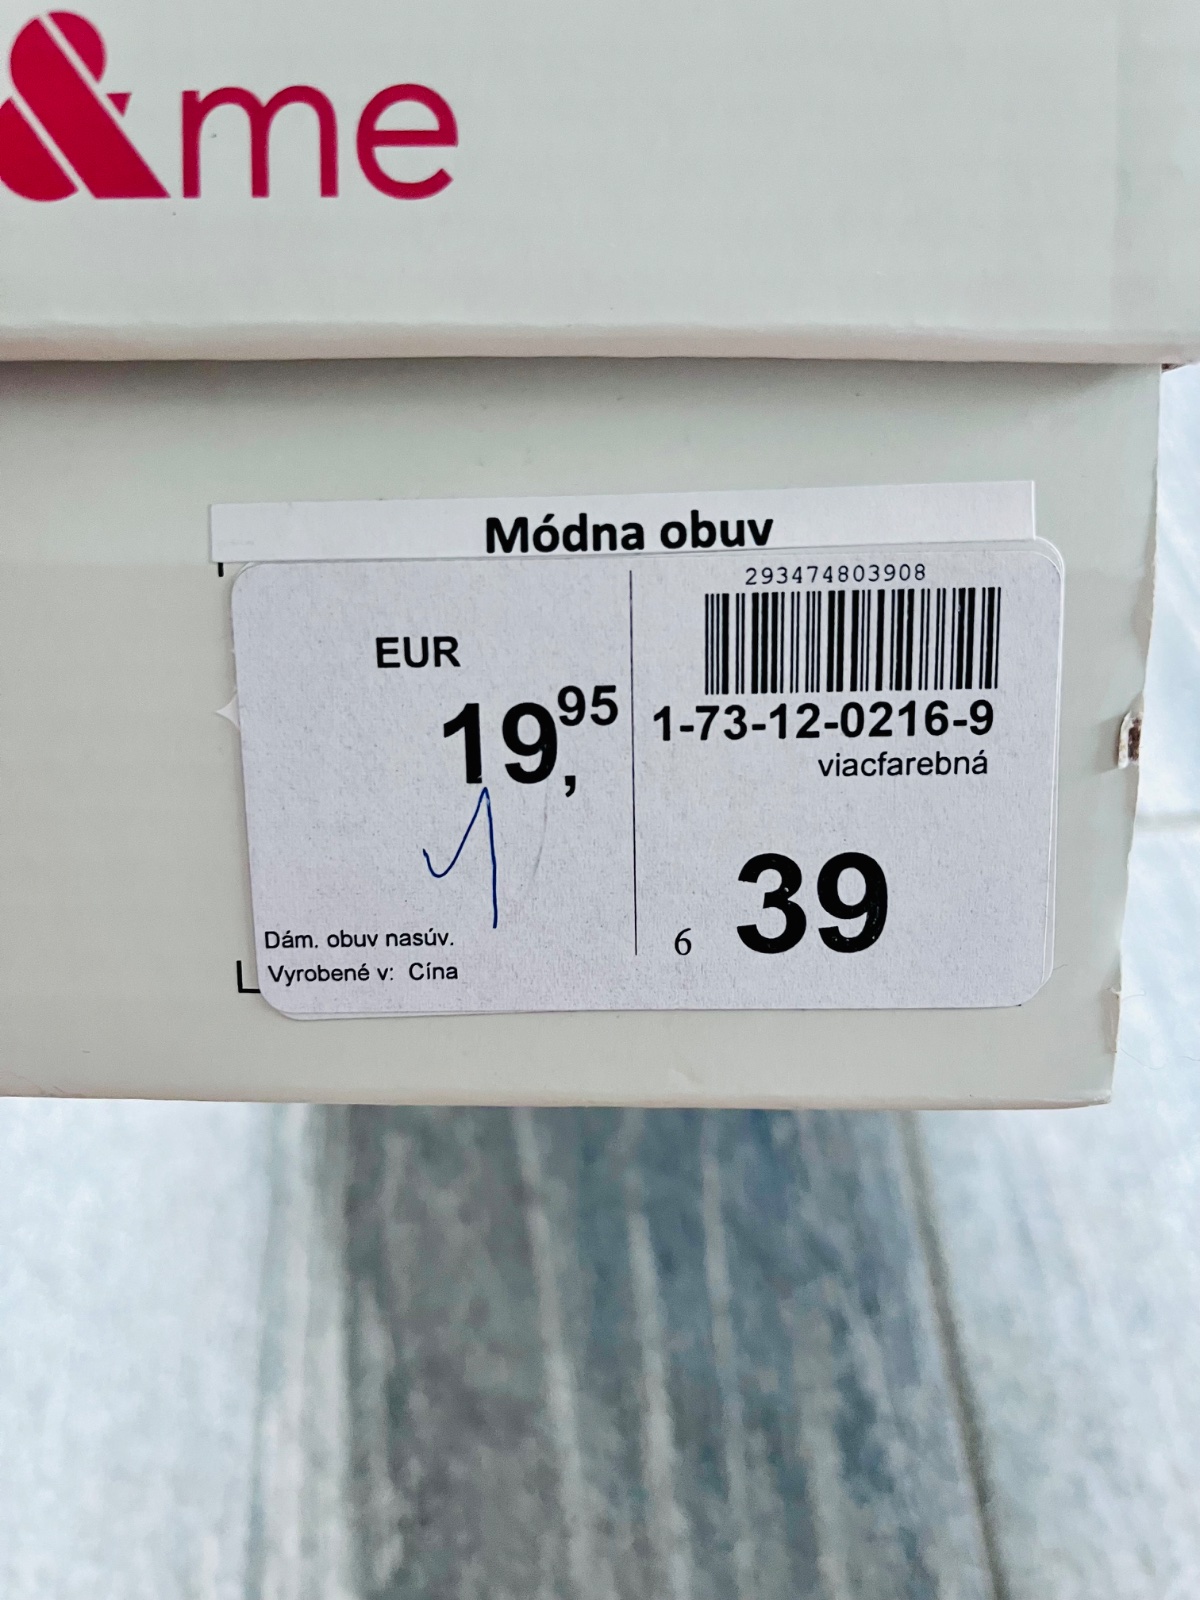 &me
Módna obuv
EUR
19,95
293474803908
1-73-12-0216-9
viacfarebná
6 39
Dám. obuv nasúv.
Vyrobené v: Cína